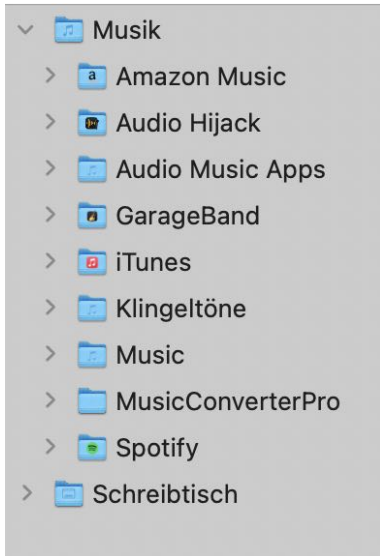 Musik
Amazon Music
Audio Hijack
Audio Music Apps
GarageBand
iTunes
Klingeltöne
Music
MusicConverterPro
Spotify
Schreibtisch